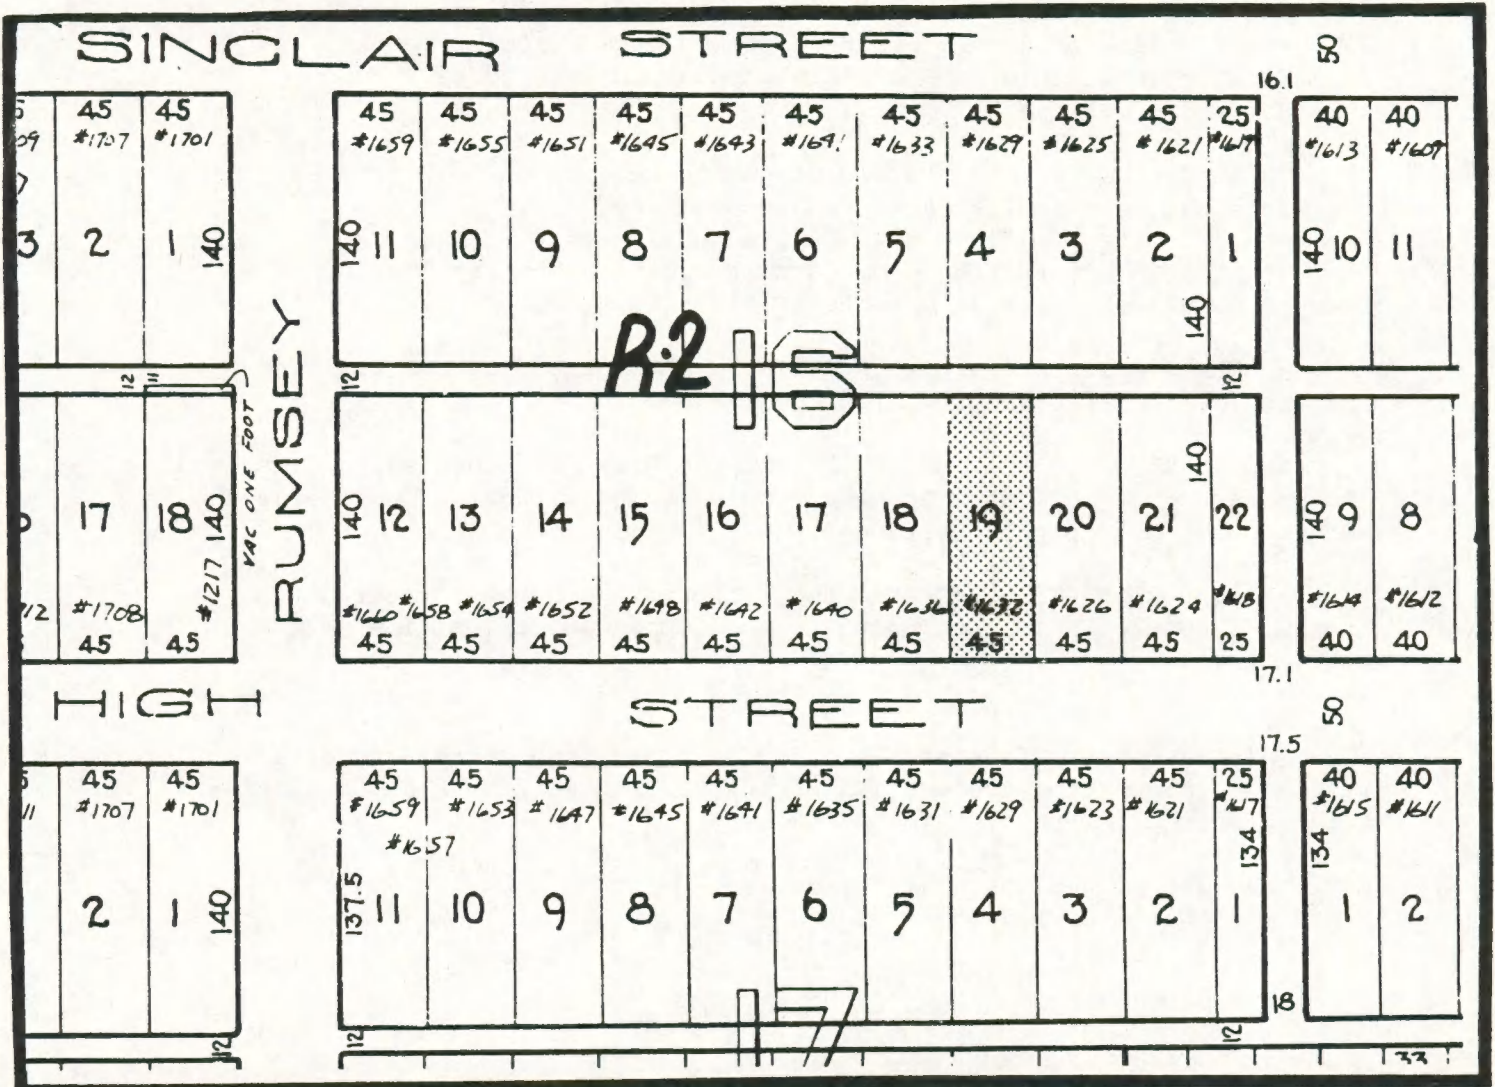 SINCLAIR STREET 50
16.1
45 45 45 45 45 45 45 45 45 45 45 45 25 40 40
#1707 #1701 #1659 #1655 #1651 #1645 #1643 #1641 #1633 #1629 #1625 #1621 #1619 #1613 #1609
3 2 1 140 140 11 10 9 8 7 6 5 4 3 2 1 140 10 11
140
R-2 16
12 11 12 12
RUMSEY
VAC ONE FOOT
140
17 18 140 140 12 13 14 15 16 17 18 19 20 21 22 140 9 8
#1708 #1217 #1660 #1658 #1654 #1652 #1648 #1642 #1640 #1636 #1632 #1626 #1624 #1618 #1614 #1612
45 45 45 45 45 45 45 45 45 45 45 45 25 40 40
17.1
HIGH STREET 50
17.5
45 45 45 45 45 45 45 45 45 45 45 45 25 40 40
#1707 #1701 #1659 #1653 #1647 #1645 #1641 #1635 #1631 #1629 #1623 #1621 #1617 #1615 #1611
#1657 134 134
2 1 140 137.5 11 10 9 8 7 6 5 4 3 2 1 1 2
17 18
12 12 12
33